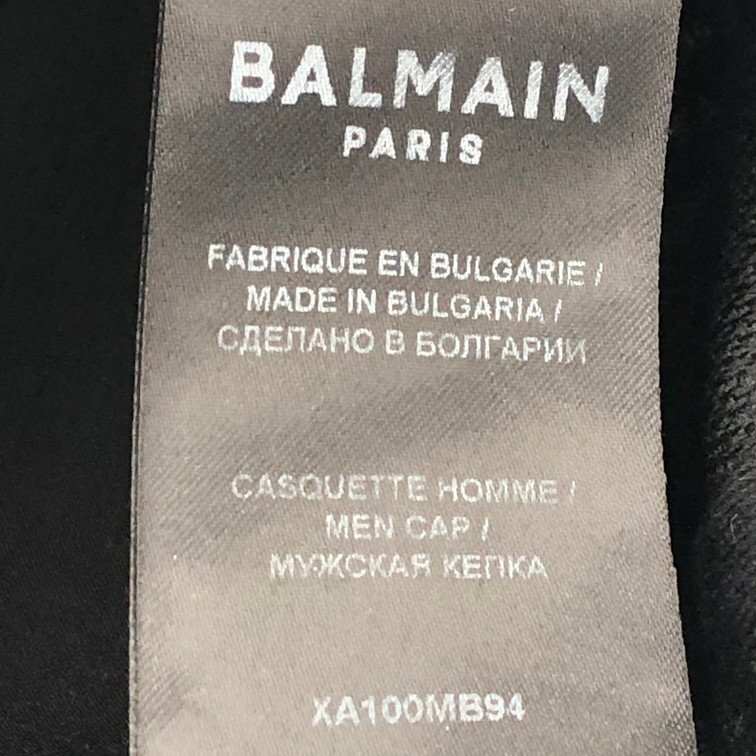 BALMAIN
PARIS
FABRIQUE EN BULGARIE /
MADE IN BULGARIA /
СДЕЛАНО В БОЛГАРИИ
CASQUETTE HOMME /
MEN CAP /
МУЖСКАЯ КЕПКА
XA100MB94